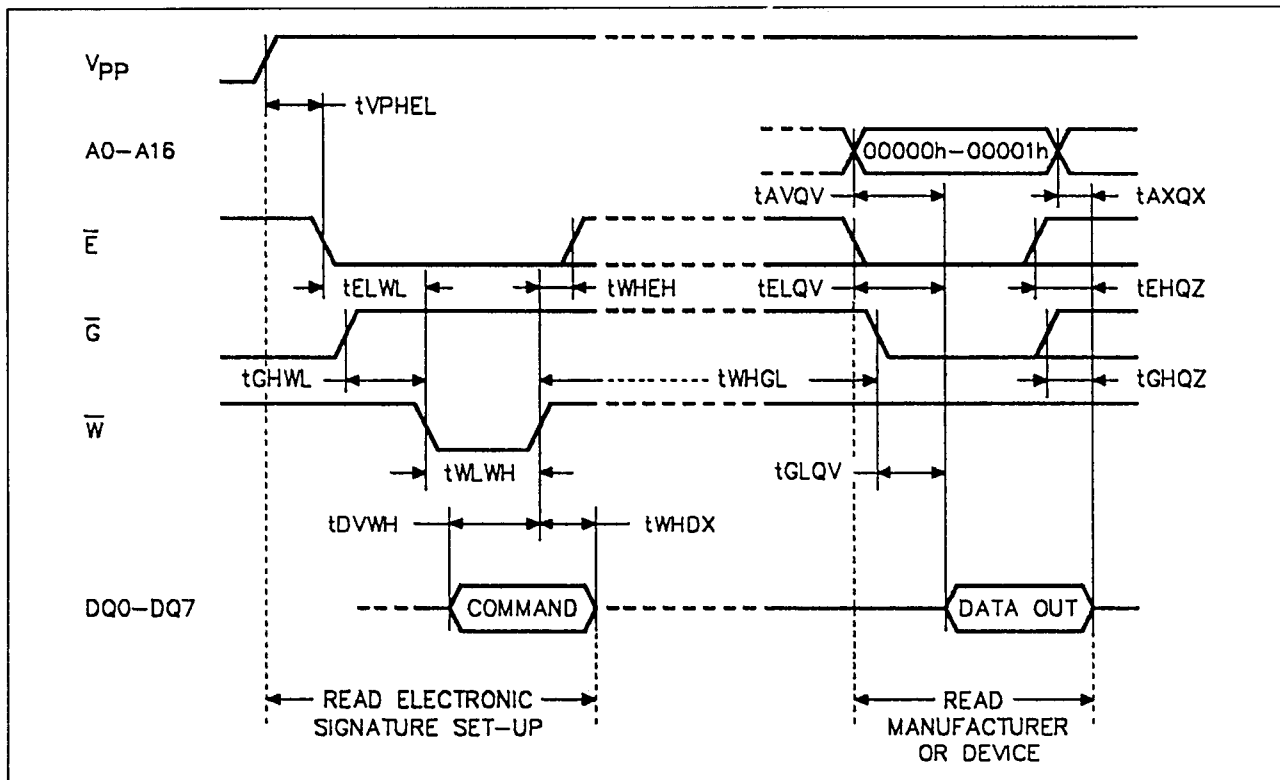 VPP
tVPHEL
A0-A16
00000h-00001h
tAVQV
tAXQX
E
tELWL
tWHEH
tELQV
tEHQZ
G
tGHWL
tWHGL
tGHQZ
W
tWLWH
tGLQV
tDVWH
tWHDX
DQ0-DQ7
COMMAND
DATA OUT
READ ELECTRONIC
SIGNATURE SET-UP
READ
MANUFACTURER
OR DEVICE